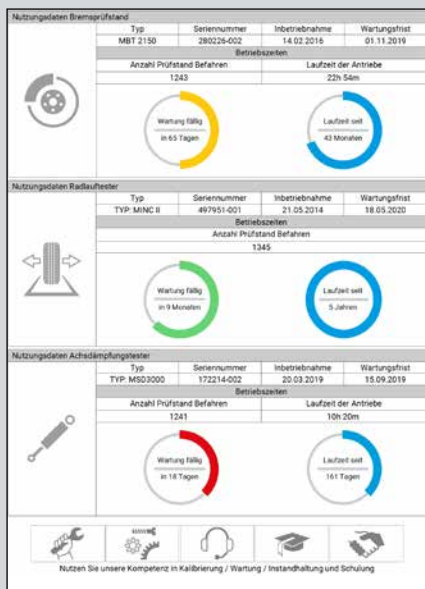 Nutzungsdaten Bremsprüfstand
Typ Seriennummer Inbetriebnahme Wartungsfrist
MBT 2150 280226-002 14.02.2016 01.11.2019
Betriebszeiten
Anzahl Prüfstand Befahren Laufzeit der Antriebe
1243 22h 54m
Wartung fällig Laufzeit seit
in 65 Tagen 43 Monaten
Nutzungsdaten Radlauftester
Typ Seriennummer Inbetriebnahme Wartungsfrist
TYP: MINC II 497951-001 21.05.2014 18.05.2020
Betriebszeiten
Anzahl Prüfstand Befahren
1345
Wartung fällig Laufzeit seit
in 9 Monaten 5 Jahren
Nutzungsdaten Achsdämpfungstester
Typ Seriennummer Inbetriebnahme Wartungsfrist
TYP: MSD3000 172214-002 20.03.2019 15.09.2019
Betriebszeiten
Anzahl Prüfstand Befahren Laufzeit der Antriebe
1241 10h 20m
Wartung fällig Laufzeit seit
in 18 Tagen 161 Tagen
Nutzen Sie unsere Kompetenz in Kalibrierung / Wartung / Instandhaltung und Schulung